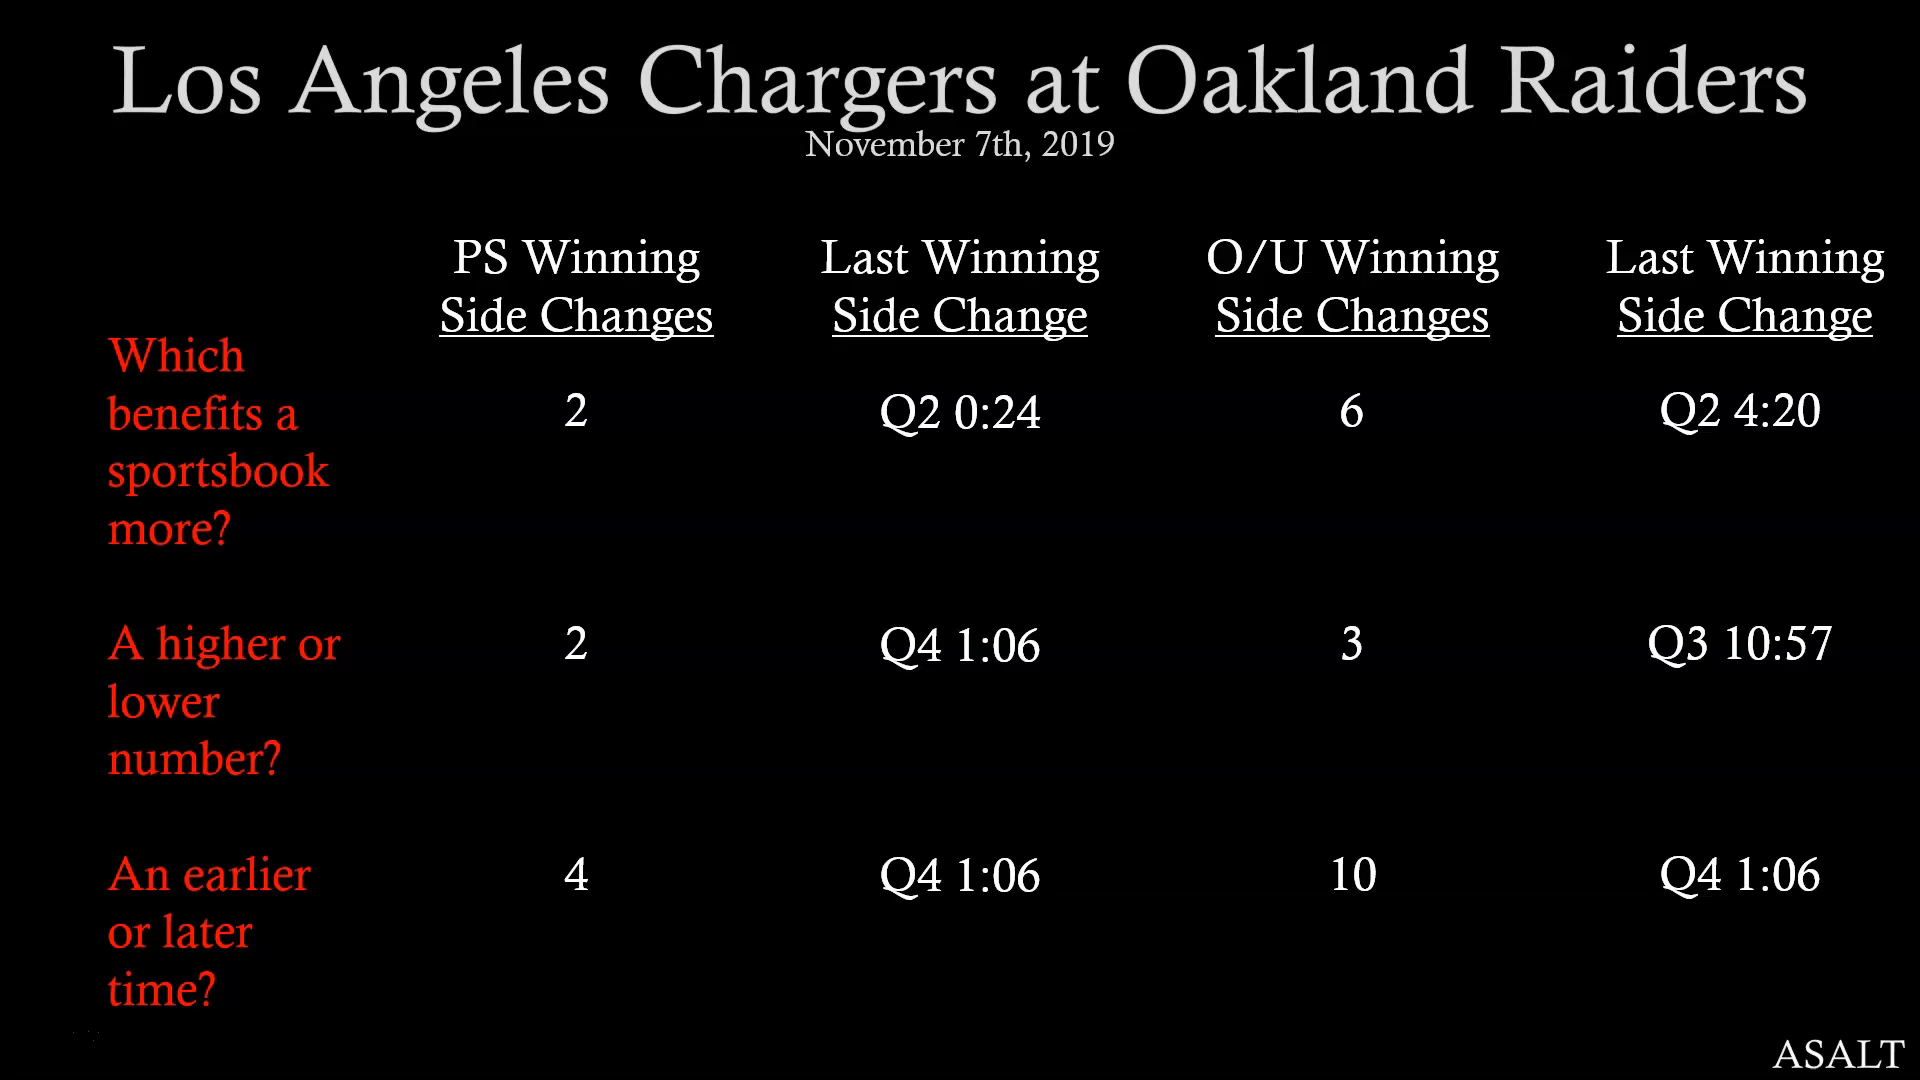 Los Angeles Chargers at Oakland Raiders
November 7th, 2019
PS Winning
Side Changes
Last Winning
Side Change
O/U Winning
Side Changes
Last Winning
Side Change
Which
benefits a
sportsbook
more?
2
Q2 0:24
6
Q2 4:20
A higher or
lower
number?
2
Q4 1:06
3
Q3 10:57
An earlier
or later
time?
4
Q4 1:06
10
Q4 1:06
ASALT